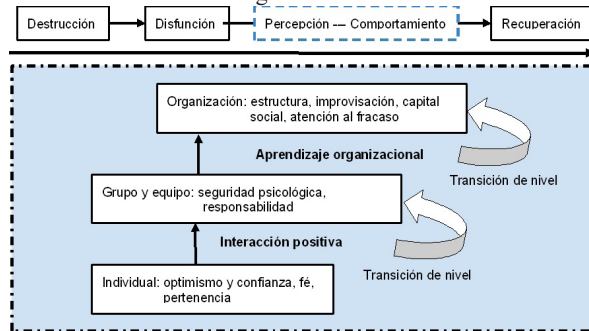 Destrucción
Disfunción
Percepción --- Comportamiento
Recuperación
Organización: estructura, improvisación, capital
social, atención al fracaso
Aprendizaje organizacional
Transición de nivel
Grupo y equipo: seguridad psicológica,
responsabilidad
Interacción positiva
Transición de nivel
Individual: optimismo y confianza, fé,
pertenencia